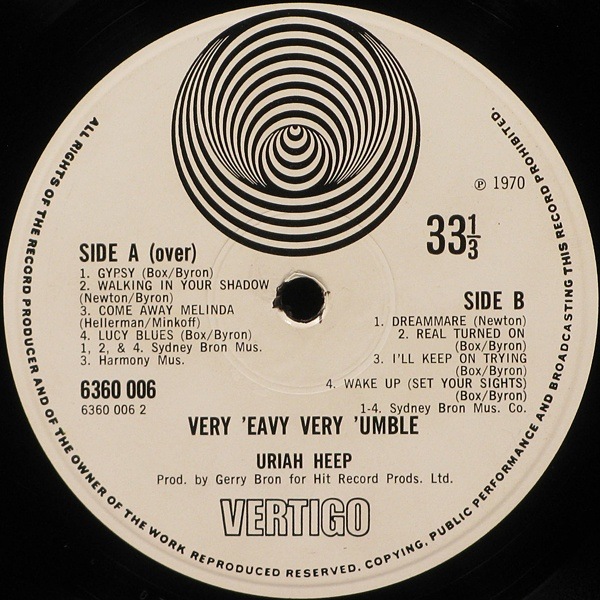 ALL RIGHTS OF THE RECORD PRODUCER AND OF THE OWNER OF THE WORK REPRODUCED RESERVED. COPYING, PUBLIC PERFORMANCE AND BROADCASTING THIS RECORD PROHIBITED.
℗ 1970
33⅓
SIDE A (over)
1. GYPSY (Box/Byron)
2. WALKING IN YOUR SHADOW
(Newton/Byron)
3. COME AWAY MELINDA
(Hellerman/Minkoff)
4. LUCY BLUES (Box/Byron)
1, 2, & 4. Sydney Bron Mus.
3. Harmony Mus.
6360 006
6360 006 2
SIDE B
1. DREAMMARE (Newton)
2. REAL TURNED ON
(Box/Byron)
3. I'LL KEEP ON TRYING
(Box/Byron)
4. WAKE UP (SET YOUR SIGHTS)
(Box/Byron)
1-4. Sydney Bron Mus. Co.
VERY 'EAVY VERY 'UMBLE
URIAH HEEP
Prod. by Gerry Bron for Hit Record Prods. Ltd.
VERTIGO